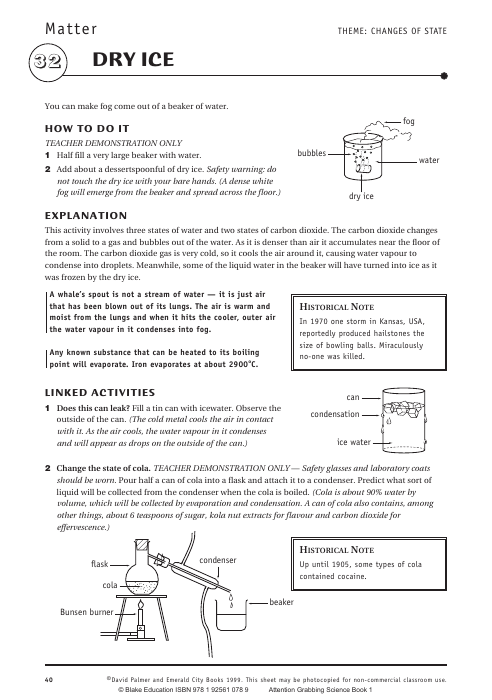 Matter
THEME: CHANGES OF STATE
32
DRY ICE
You can make fog come out of a beaker of water.
HOW TO DO IT
TEACHER DEMONSTRATION ONLY
1 Half fill a very large beaker with water.
2 Add about a dessertspoonful of dry ice. Safety warning: do
not touch the dry ice with your bare hands. (A dense white
fog will emerge from the beaker and spread across the floor.)
fog
bubbles
water
dry ice
EXPLANATION
This activity involves three states of water and two states of carbon dioxide. The carbon dioxide changes
from a solid to a gas and bubbles out of the water. As it is denser than air it accumulates near the floor of
the room. The carbon dioxide gas is very cold, so it cools the air around it, causing water vapour to
condense into droplets. Meanwhile, some of the liquid water in the beaker will have turned into ice as it
was frozen by the dry ice.
A whale's spout is not a stream of water — it is just air
that has been blown out of its lungs. The air is warm and
moist from the lungs and when it hits the cooler, outer air
the water vapour in it condenses into fog.
Any known substance that can be heated to its boiling
point will evaporate. Iron evaporates at about 2900°C.
HISTORICAL NOTE
In 1970 one storm in Kansas, USA,
reportedly produced hailstones the
size of bowling balls. Miraculously
no-one was killed.
LINKED ACTIVITIES
1 Does this can leak? Fill a tin can with icewater. Observe the
outside of the can. (The cold metal cools the air in contact
with it. As the air cools, the water vapour in it condenses
and will appear as drops on the outside of the can.)
can
condensation
ice water
2 Change the state of cola. TEACHER DEMONSTRATION ONLY — Safety glasses and laboratory coats
should be worn. Pour half a can of cola into a flask and attach it to a condenser. Predict what sort of
liquid will be collected from the condenser when the cola is boiled. (Cola is about 90% water by
volume, which will be collected by evaporation and condensation. A can of cola also contains, among
other things, about 6 teaspoons of sugar, kola nut extracts for flavour and carbon dioxide for
effervescence.)
flask
condenser
cola
Bunsen burner
beaker
HISTORICAL NOTE
Up until 1905, some types of cola
contained cocaine.
40
©David Palmer and Emerald City Books 1999. This sheet may be photocopied for non-commercial classroom use.
© Blake Education ISBN 978 1 92561 078 9 Attention Grabbing Science Book 1